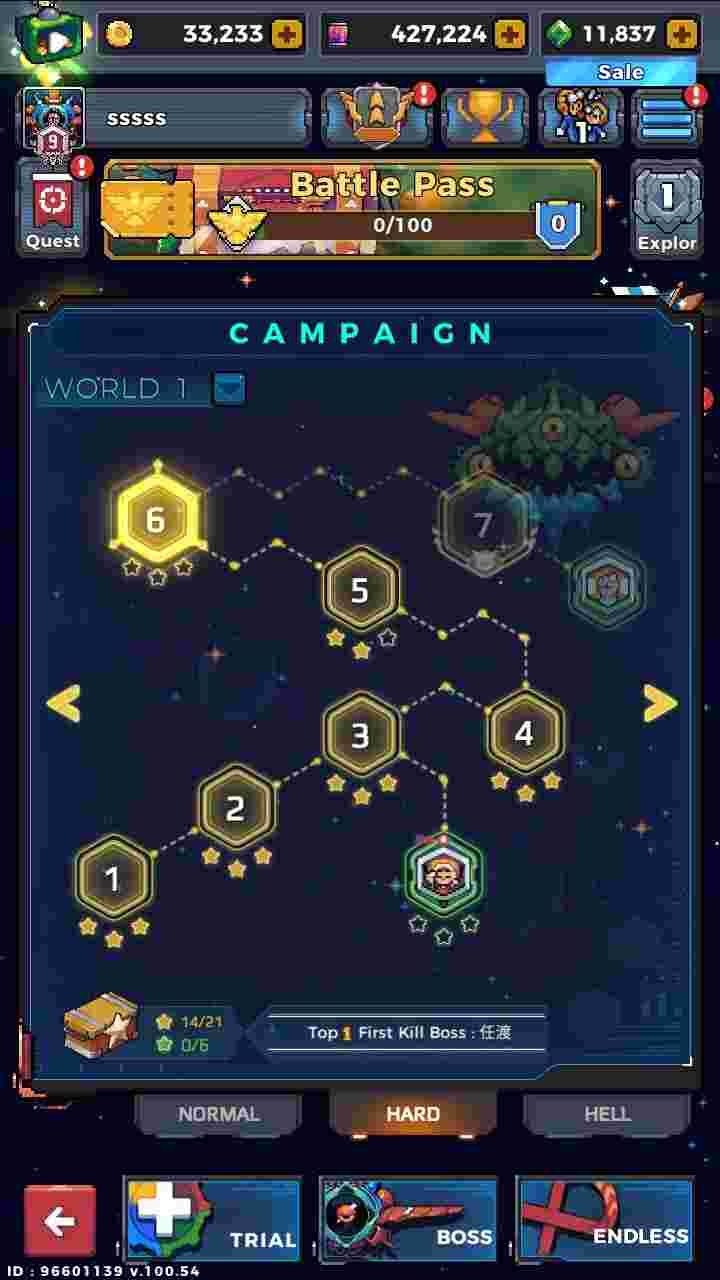 33,233
427,224
11,837
Sale
sssss
9
1
Quest
Battle Pass
0/100
0
1
Explor
CAMPAIGN
WORLD 1
6
7
5
3
4
2
1
14/21
0/6
Top 1 First Kill Boss : 任渡
NORMAL
HARD
HELL
TRIAL
BOSS
ENDLESS
ID : 96601139 v.100.54